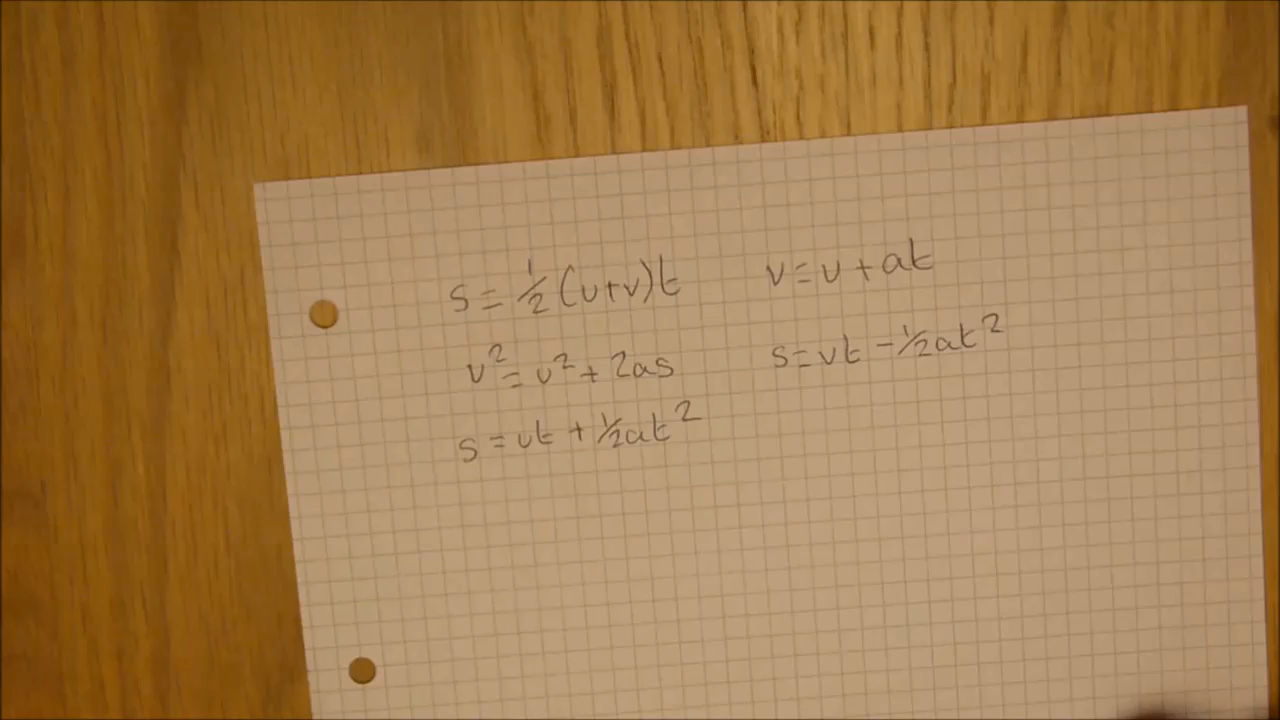 s = ½(u+v)t
v = u + at
v² = u² + 2as
s = vt - ½at²
s = ut + ½at²